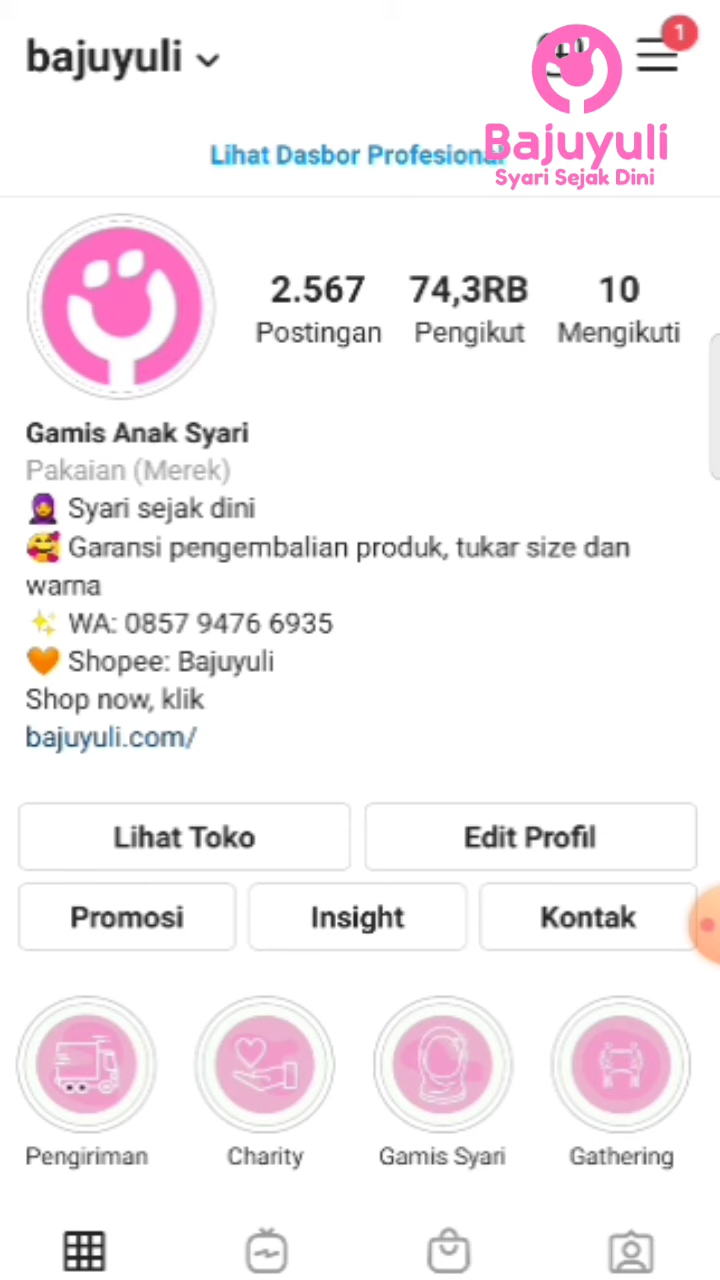 bajuyuli
1
Bajuyuli
Syari Sejak Dini
Lihat Dasbor Profesional
2.567 74,3RB 10
Postingan Pengikut Mengikuti
Gamis Anak Syari
Pakaian (Merek)
🧕 Syari sejak dini
🥰 Garansi pengembalian produk, tukar size dan
warna
✨ WA: 0857 9476 6935
🧡 Shopee: Bajuyuli
Shop now, klik
bajuyuli.com/
Lihat Toko Edit Profil
Promosi Insight Kontak
Pengiriman Charity Gamis Syari Gathering